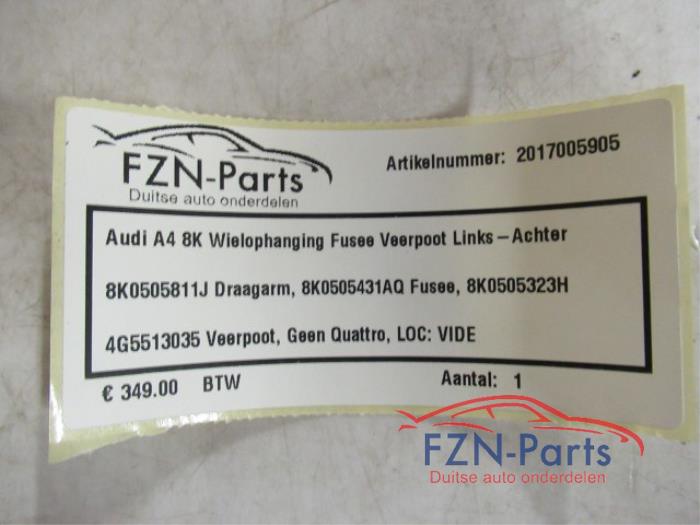 FZN-Parts
Duitse auto onderdelen
Artikelnummer: 2017005905
Audi A4 8K Wielophanging Fusee Veerpoot Links-Achter
8K0505811J Draagarm, 8K0505431AQ Fusee, 8K0505323H
4G5513035 Veerpoot, Geen Quattro, LOC: VIDE
€ 349.00 BTW Aantal: 1
FZN-Parts
Duitse auto onderdelen